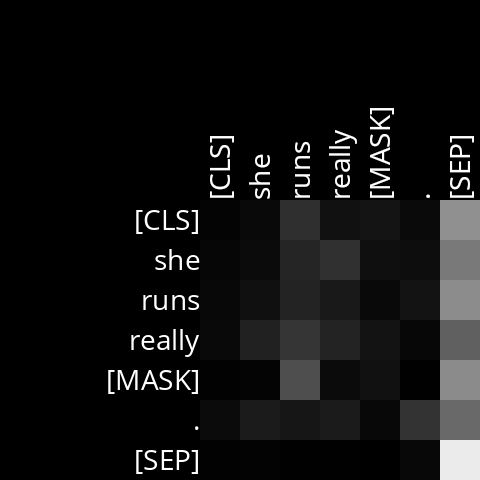 [CLS] she runs really [MASK] . [SEP]
[CLS]
she
runs
really
[MASK]
.
[SEP]